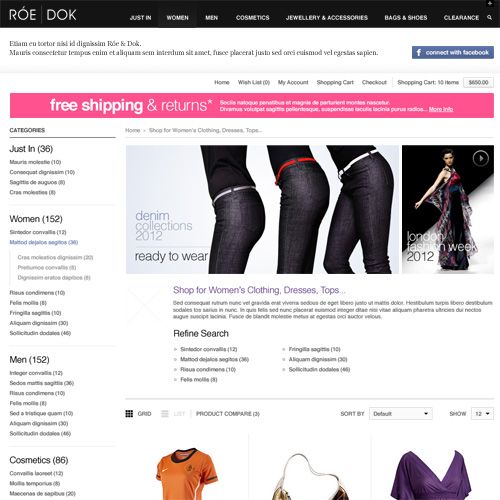 RÓE | DOK
JUST IN WOMEN MEN COSMETICS JEWELLERY & ACCESSORIES BAGS & SHOES CLEARANCE
Etiam eu tortor nisi id dignissim Róe & Dok.
Mauris consectetur tempus enim et aliquam sem interdum sit amet, fusce placerat justo sed orci euismod vel egestas sapien.
f connect with facebook
Home Wish List (0) My Account Shopping Cart Checkout Shopping Cart: 10 items $650.00
free shipping & returns*
Sociis natoque penatibus et magnis dis parturient montes nascetur.
Divamus volutpat sagittis pellentesque, suspendisse iaculis lacinia purus rodales... More info
CATEGORIES
Home › Shop for Women's Clothing, Dresses, Tops...
Just In (36)
Mauris molestie (10)
Consequat dignissim (10)
Sagittis de auguos (8)
Cras molesties (8)
Women (152)
Sintedor convallis (12)
Mattod dejalos segitos (36)
Cras molestics dignissim (20)
Pretiumos convallis (8)
Dignissim eratos dapibos (8)
Risus condimens (10)
Felis mollis (8)
Fringilla sagittis (10)
Aliquam dignissim (30)
Sollicitudin dodales (46)
Men (152)
Integer convallis (12)
Sedos mattis sagittis (36)
Risus condimens (10)
Felis mollis (8)
Sed a tristique quam (10)
Aliquam dignissim (30)
Sollicitudin dodales (46)
Cosmetics (86)
Convallis laoreet (12)
Mollis torquos (8)
Maecenas de sapibus (20)
denim
collections
2012
ready to wear
london
fashion week
2012
Shop for Women's Clothing, Dresses, Tops...
Sed consequat rutrum nunc vel gravida erat viverra sedous de eget libero justo ut mattis dolor. Hestibulum turpis libero destibulum
sodales tos sarius in nunc. In quis felis sed nunc placerat euismod integer ditae nisi vitae aliquam pharetra ultricies dui nectos
augue suscipit lacinia. Fusce de blandit molestie metus at egestas orci auctor velous.
Refine Search
» Sintedor convallis (12)
» Mattod dejalos segitos (36)
» Risus condimens (10)
» Felis mollis (8)
» Fringilla sagittis (10)
» Aliquam dignissim (30)
» Sollicitudin dodales (46)
GRID LIST PRODUCT COMPARE (3) SORT BY Default SHOW 12